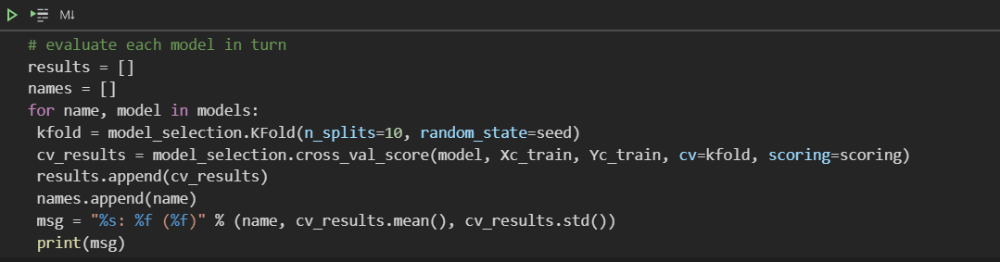 M↓
# evaluate each model in turn
results = []
names = []
for name, model in models:
 kfold = model_selection.KFold(n_splits=10, random_state=seed)
 cv_results = model_selection.cross_val_score(model, Xc_train, Yc_train, cv=kfold, scoring=scoring)
 results.append(cv_results)
 names.append(name)
 msg = "%s: %f (%f)" % (name, cv_results.mean(), cv_results.std())
 print(msg)